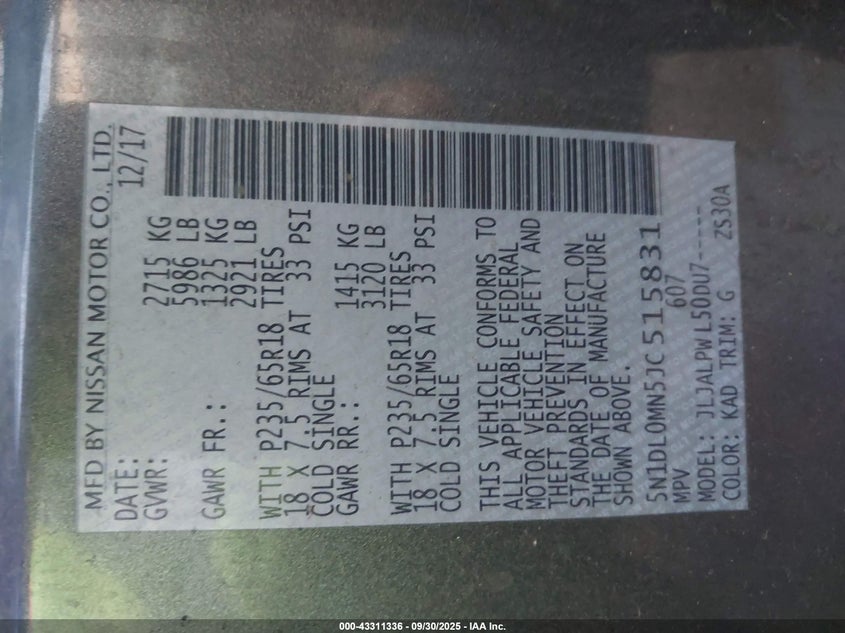 MFD BY NISSAN MOTOR CO., LTD.
DATE: 12/17
GVWR: 2715 KG
5986 LB
GAWR FR.: 1325 KG
2921 LB
WITH P235/65R18 TIRES
18 X 7.5 RIMS AT 33 PSI
COLD SINGLE
GAWR RR.: 1415 KG
3120 LB
WITH P235/65R18 TIRES
18 X 7.5 RIMS AT 33 PSI
COLD SINGLE
THIS VEHICLE CONFORMS TO
ALL APPLICABLE FEDERAL
MOTOR VEHICLE SAFETY AND
THEFT PREVENTION
STANDARDS IN EFFECT ON
THE DATE OF MANUFACTURE
SHOWN ABOVE.
5N1DL0MN5JC515831
MPV 607
MODEL: JLJALPWL50DU7-----
COLOR: KAD TRIM: G ZS30A
000-43311336 - 09/30/2025 - IAA Inc.